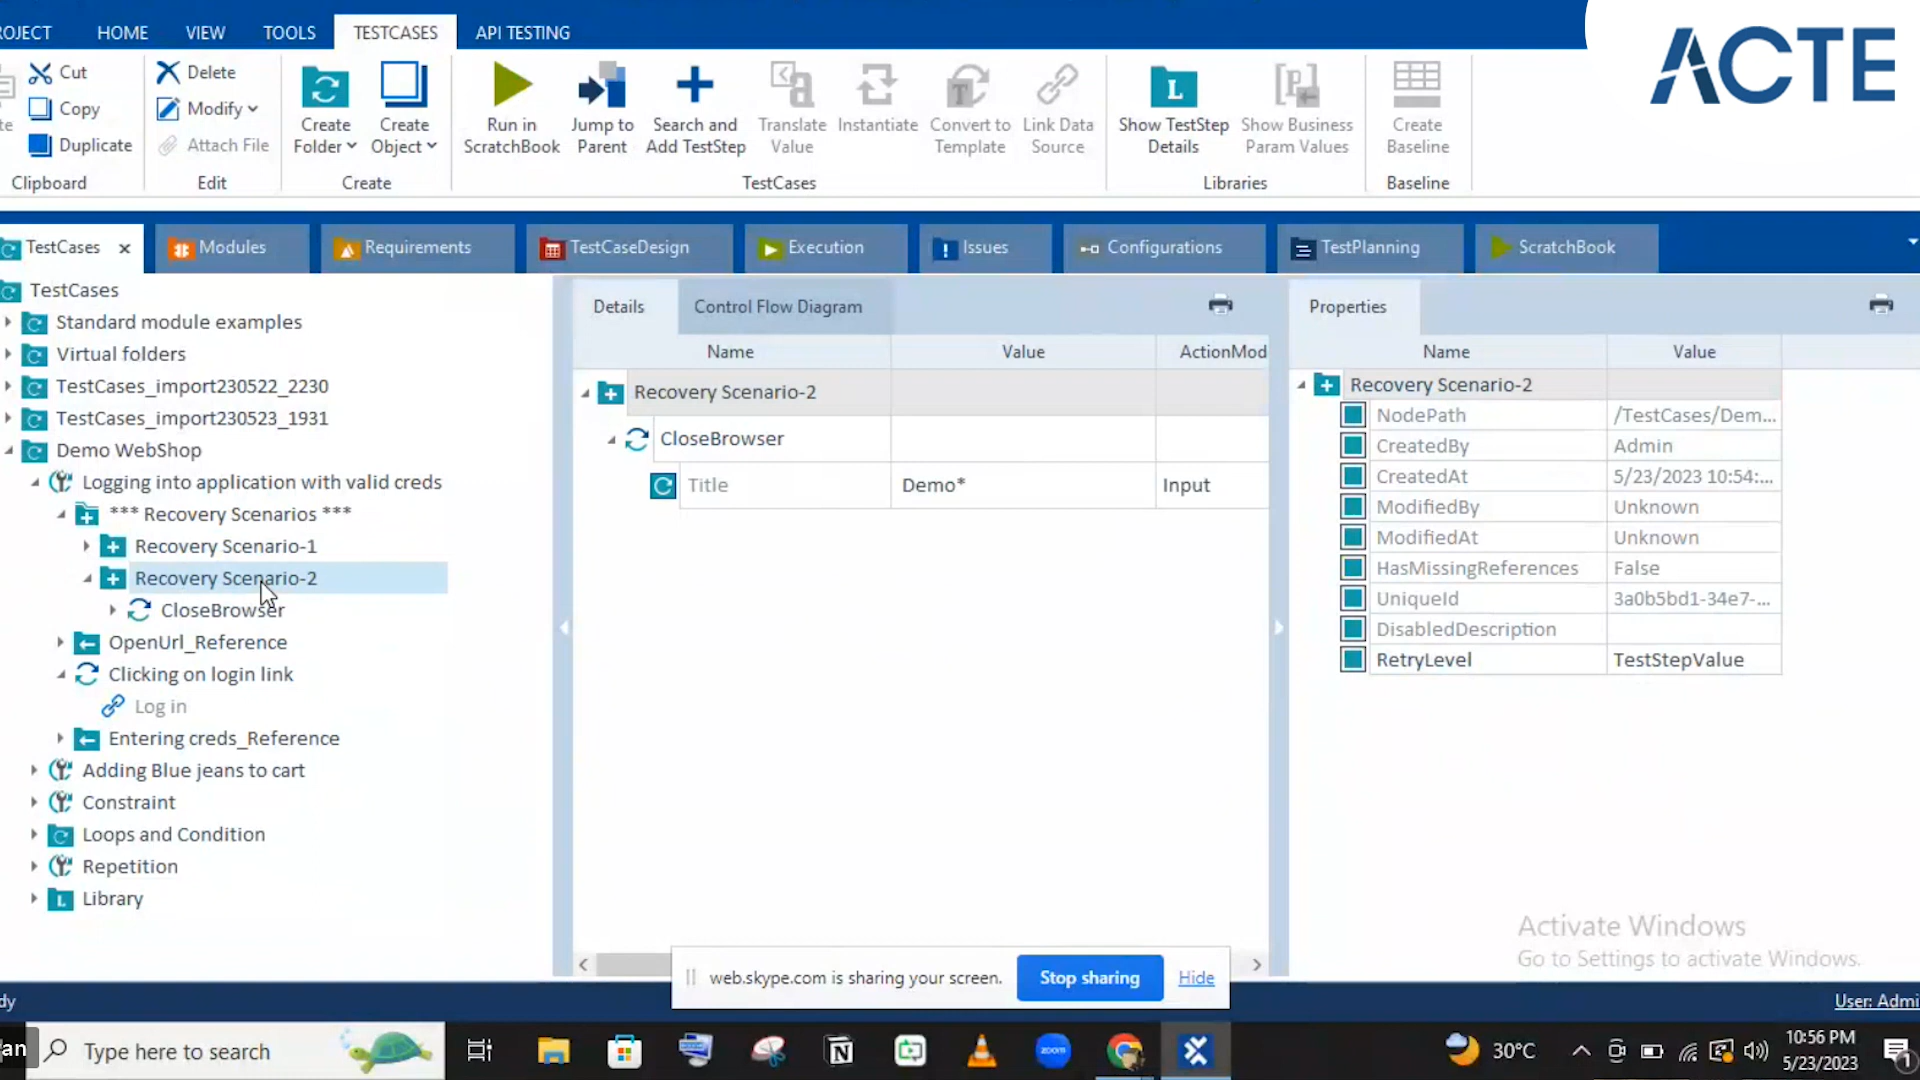 ROJECT HOME VIEW TOOLS TESTCASES API TESTING
ACTE
Cut
Copy
Duplicate
Clipboard
Delete
Modify
Attach File
Edit
Create
Folder
Create
Object
Create
Run in
ScratchBook
Jump to
Parent
Search and
Add TestStep
Translate
Value
Instantiate
Convert to
Template
Link Data
Source
TestCases
Show TestStep
Details
Show Business
Param Values
Libraries
Create
Baseline
Baseline
TestCases Modules Requirements TestCaseDesign Execution Issues Configurations TestPlanning ScratchBook
TestCases
Standard module examples
Virtual folders
TestCases_import230522_2230
TestCases_import230523_1931
Demo WebShop
Logging into application with valid creds
*** Recovery Scenarios ***
Recovery Scenario-1
Recovery Scenario-2
CloseBrowser
OpenUrl_Reference
Clicking on login link
Log in
Entering creds_Reference
Adding Blue jeans to cart
Constraint
Loops and Condition
Repetition
Library
Details Control Flow Diagram
Name Value ActionMod
Recovery Scenario-2
CloseBrowser
Title Demo* Input
Properties
Name Value
Recovery Scenario-2
NodePath /TestCases/Dem...
CreatedBy Admin
CreatedAt 5/23/2023 10:54:...
ModifiedBy Unknown
ModifiedAt Unknown
HasMissingReferences False
UniqueId 3a0b5bd1-34e7-...
DisabledDescription
RetryLevel TestStepValue
Activate Windows
Go to Settings to activate Windows.
web.skype.com is sharing your screen. Stop sharing Hide
dy
User: Admi
an
Type here to search
zoom
30°C
10:56 PM
5/23/2023
1